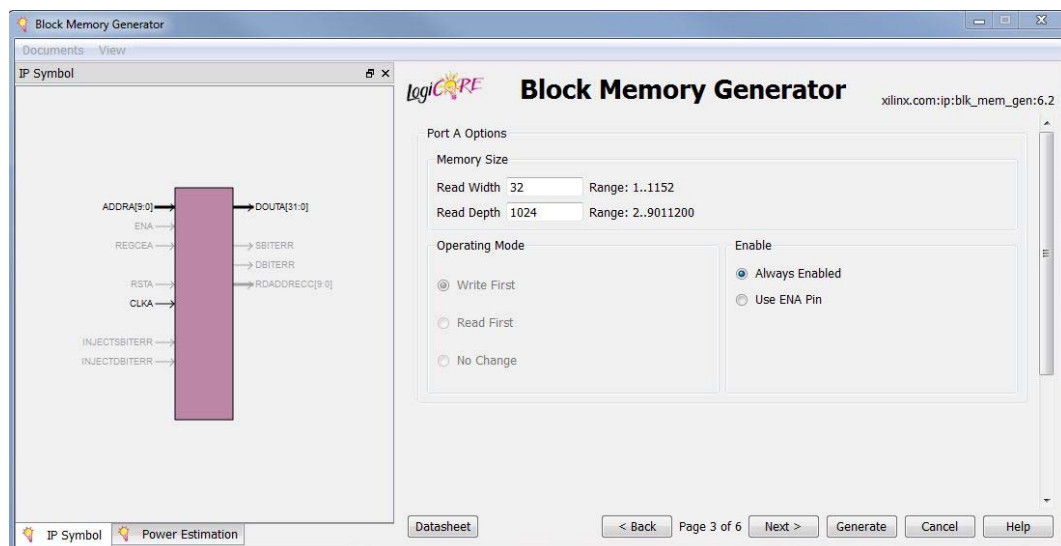 Block Memory Generator
Documents View
IP Symbol
ADDRA[9:0]
DOUTA[31:0]
ENA
REGCEA
SBITERR
DBITERR
RSTA
RDADDRECC[9:0]
CLKA
INJECTSBITERR
INJECTDBITERR
IP Symbol
Power Estimation
LogiCORE
Block Memory Generator
xilinx.com:ip:blk_mem_gen:6.2
Port A Options
Memory Size
Read Width 32 Range: 1..1152
Read Depth 1024 Range: 2..9011200
Operating Mode
Write First
Read First
No Change
Enable
Always Enabled
Use ENA Pin
Datasheet
< Back Page 3 of 6 Next > Generate Cancel Help